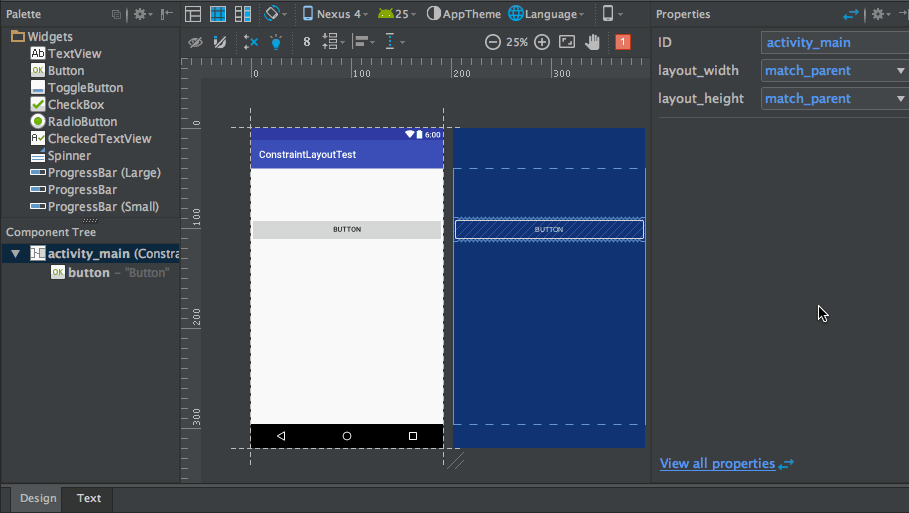 Palette
Nexus 4
25
AppTheme
Language
Properties
Widgets
Ab TextView
OK Button
ToggleButton
CheckBox
RadioButton
CheckedTextView
Spinner
ProgressBar (Large)
ProgressBar
ProgressBar (Small)
8
25%
1
0
100
200
300
ID
activity_main
layout_width
match_parent
layout_height
match_parent
0
100
200
300
6:00
ConstraintLayoutTest
BUTTON
BUTTON
Component Tree
activity_main (Constra
OK button – "Button"
View all properties
Design
Text